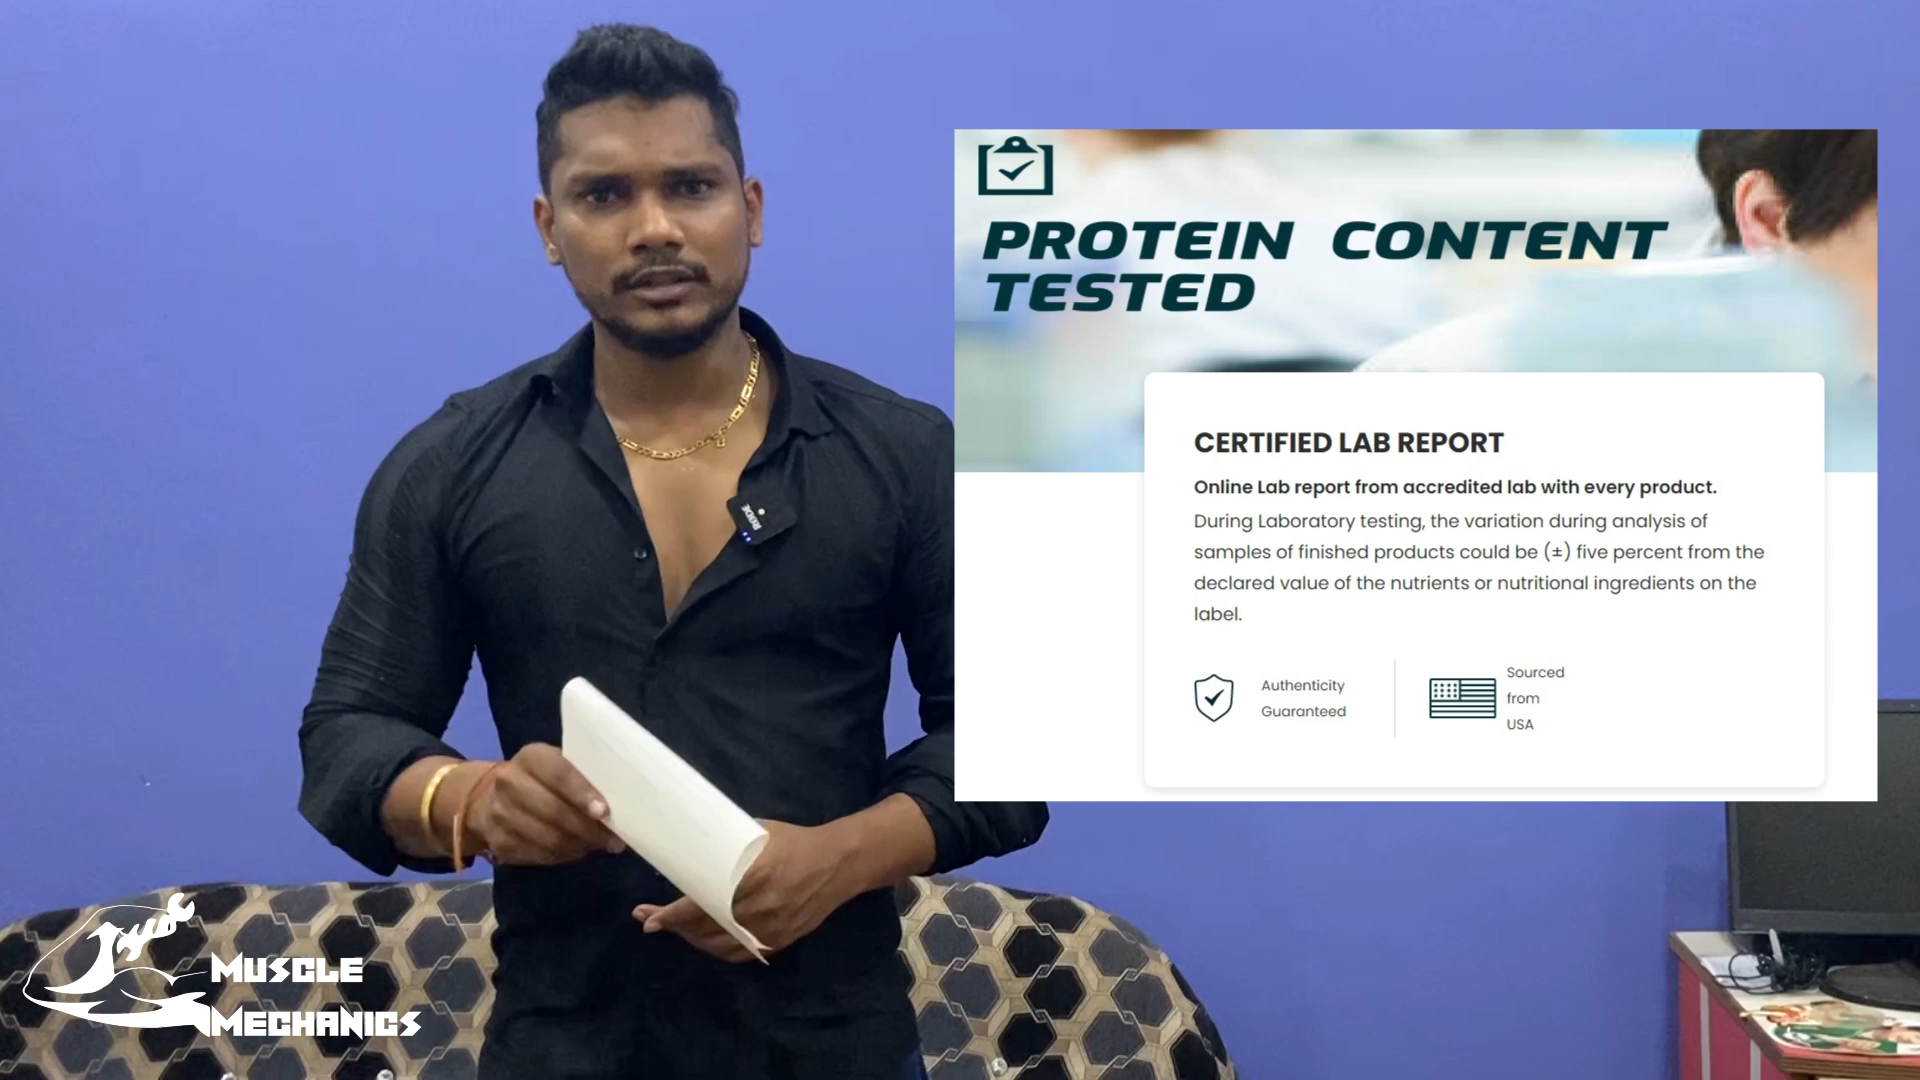 PROTEIN CONTENT
TESTED
CERTIFIED LAB REPORT
Online Lab report from accredited lab with every product.
During Laboratory testing, the variation during analysis of
samples of finished products could be (±) five percent from the
declared value of the nutrients or nutritional ingredients on the
label.
Authenticity
Guaranteed
Sourced
from
USA
RØDE
MUSCLE
MECHANICS